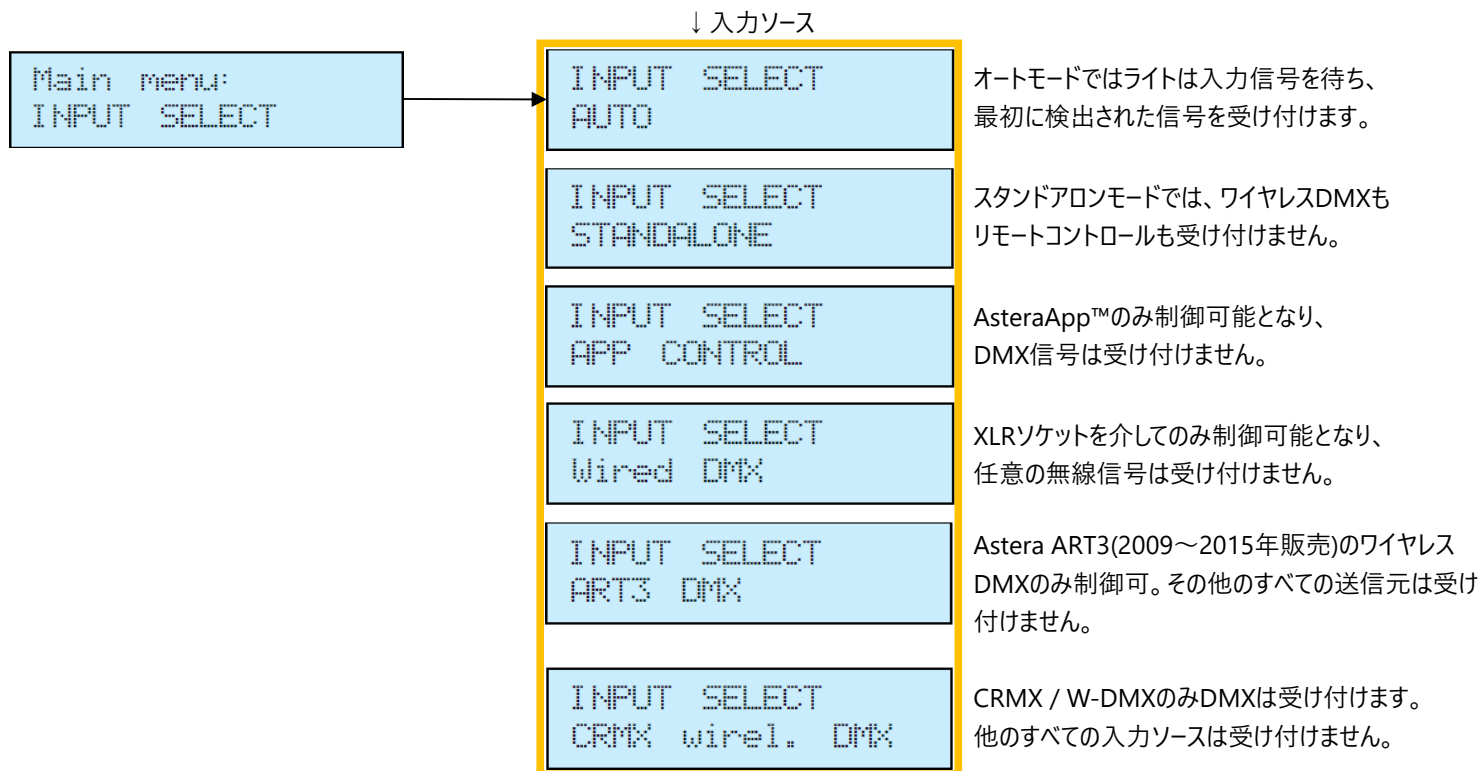 ↓入力ソース
Main menu:
INPUT SELECT
INPUT SELECT
AUTO
オートモードではライトは入力信号を待ち、
最初に検出された信号を受け付けます。
INPUT SELECT
STANDALONE
スタンドアロンモードでは、ワイヤレスDMXも
リモートコントロールも受け付けません。
INPUT SELECT
APP CONTROL
AsteraApp™のみ制御可能となり、
DMX信号は受け付けません。
INPUT SELECT
Wired DMX
XLRソケットを介してのみ制御可能となり、
任意の無線信号は受け付けません。
INPUT SELECT
ART3 DMX
Astera ART3(2009～2015年販売)のワイヤレス
DMXのみ制御可。その他のすべての送信元は受け
付けません。
INPUT SELECT
CRMX wirel. DMX
CRMX / W-DMXのみDMXは受け付けます。
他のすべての入力ソースは受け付けません。